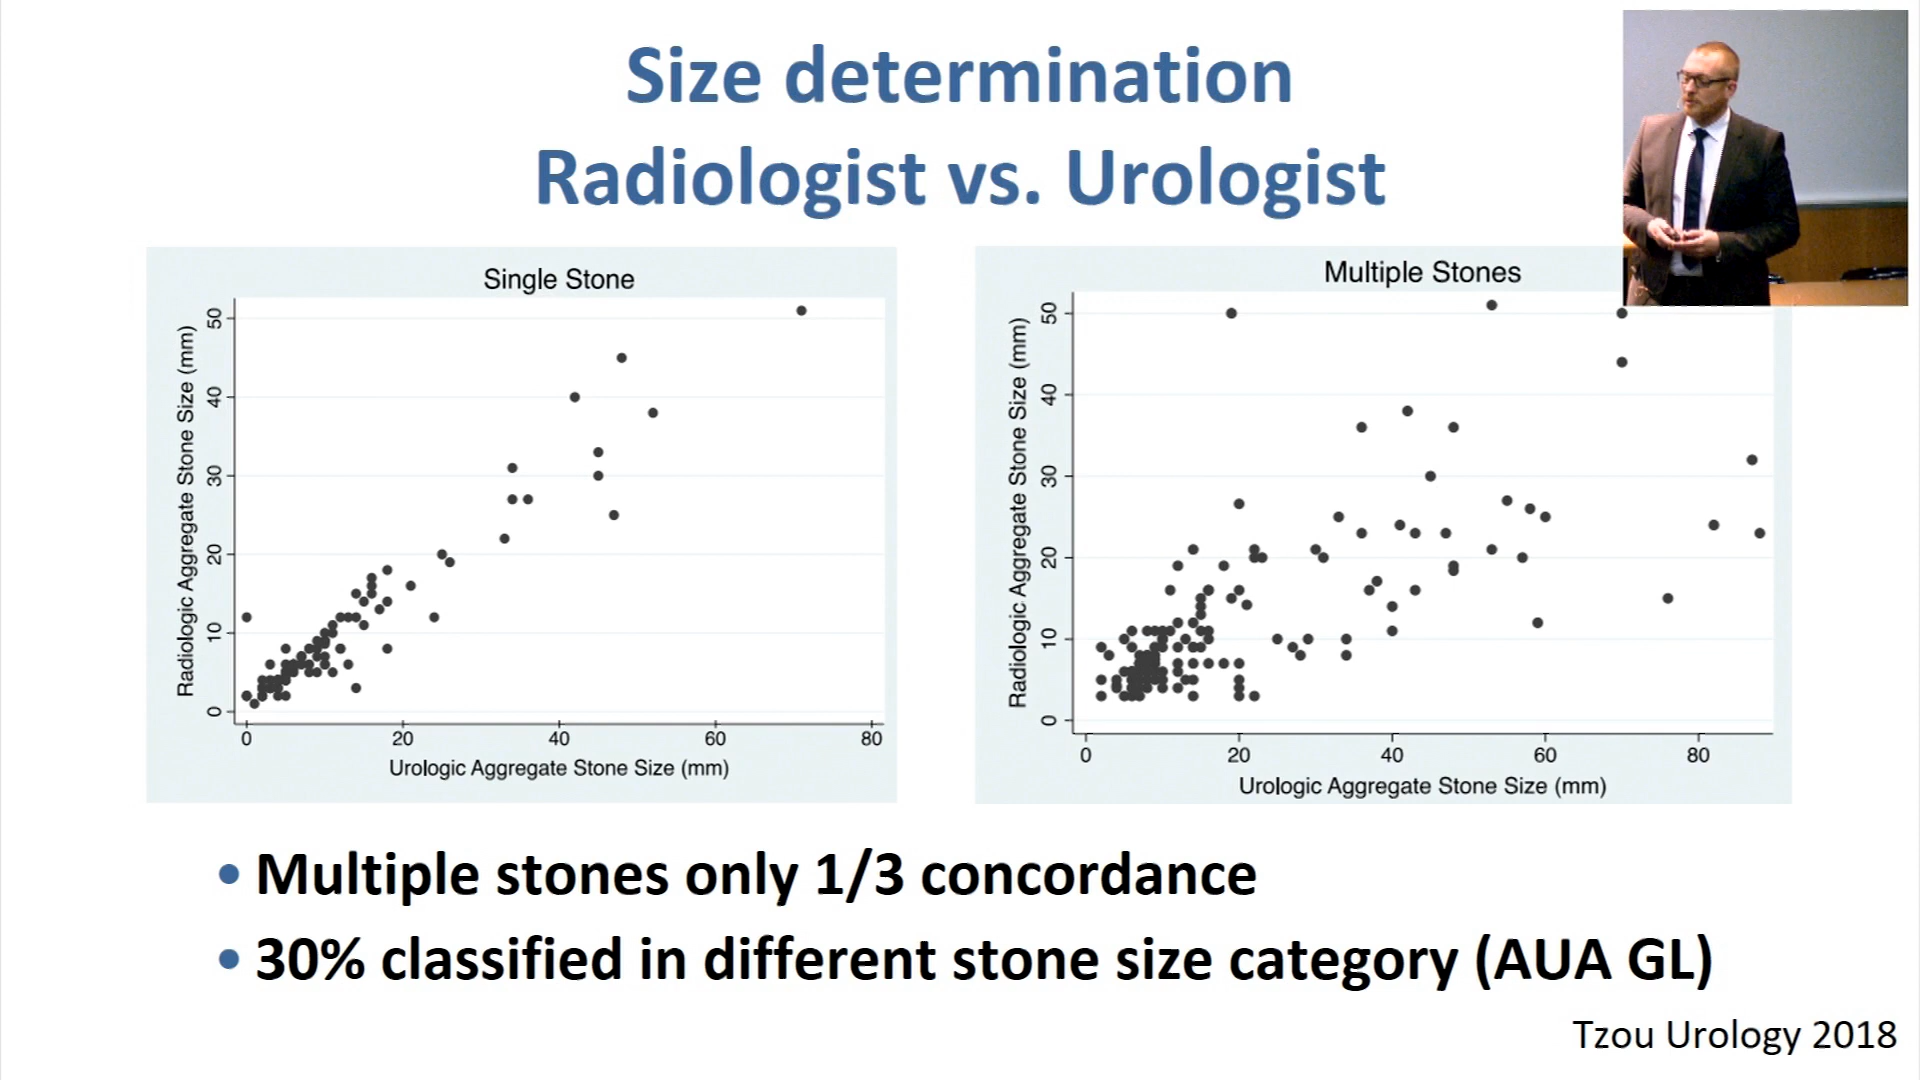 Size determination
Radiologist vs. Urologist
Single Stone
Radiologic Aggregate Stone Size (mm)
50
40
30
20
10
0
0 20 40 60 80
Urologic Aggregate Stone Size (mm)
Multiple Stones
Radiologic Aggregate Stone Size (mm)
50
40
30
20
10
0
0 20 40 60 80
Urologic Aggregate Stone Size (mm)
• Multiple stones only 1/3 concordance
• 30% classified in different stone size category (AUA GL)
Tzou Urology 2018